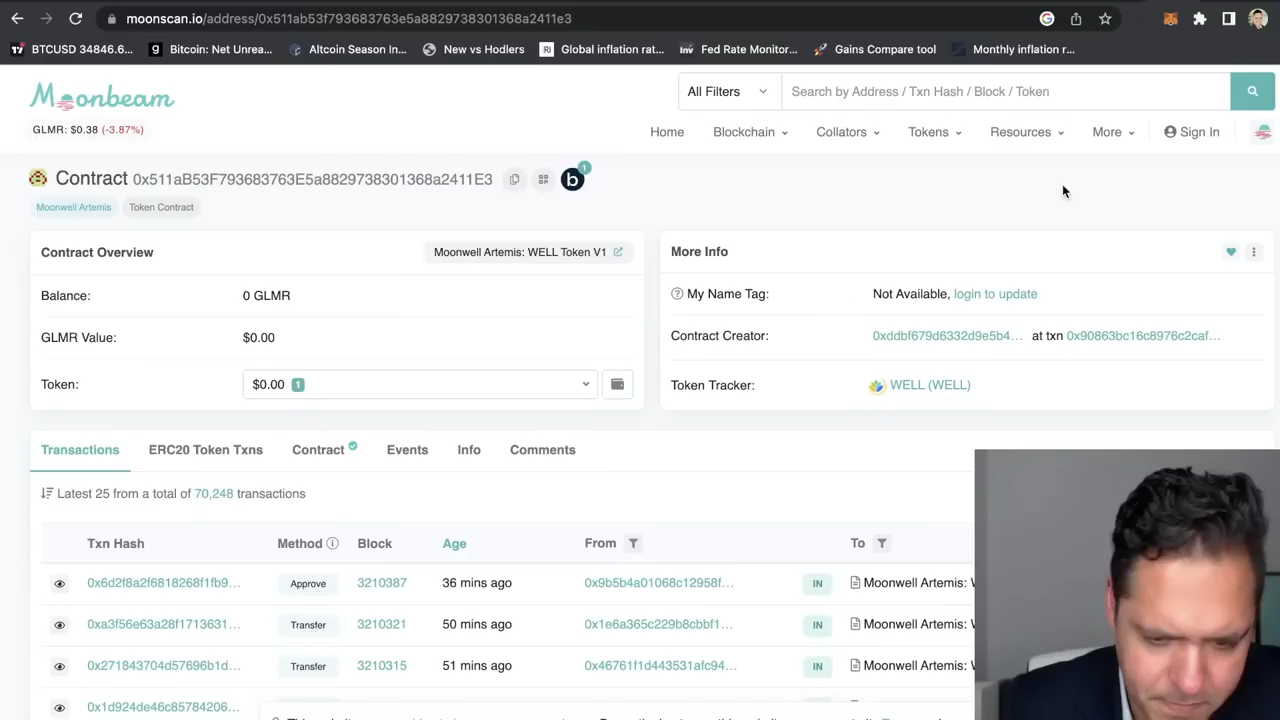 moonscan.io/address/0x511ab53f793683763e5a8829738301368a2411e3
BTCUSD 34846.6... Bitcoin: Net Unrea... Altcoin Season In... New vs Hodlers Global inflation rat... Fed Rate Monitor... Gains Compare tool Monthly inflation r...
Moonbeam
All Filters Search by Address / Txn Hash / Block / Token
GLMR: $0.38 (-3.87%)
Home Blockchain Collators Tokens Resources More Sign In
Contract 0x511aB53F793683763E5a8829738301368a2411E3 b 1
Moonwell Artemis Token Contract
Contract Overview Moonwell Artemis: WELL Token V1
Balance: 0 GLMR
GLMR Value: $0.00
Token: $0.00 1
More Info
My Name Tag: Not Available, login to update
Contract Creator: 0xddbf679d6332d9e5b4... at txn 0x90863bc16c8976c2caf...
Token Tracker: WELL (WELL)
Transactions ERC20 Token Txns Contract Events Info Comments
Latest 25 from a total of 70,248 transactions
Txn Hash Method Block Age From To
0x6d2f8a2f6818268f1fb9... Approve 3210387 36 mins ago 0x9b5b4a01068c12958f... IN Moonwell Artemis:
0xa3f56e63a28f1713631... Transfer 3210321 50 mins ago 0x1e6a365c229b8cbbf1... IN Moonwell Artemis:
0x271843704d57696b1d... Transfer 3210315 51 mins ago 0x46761f1d443531afc94... IN Moonwell Artemis:
0x1d924de46c85784206...